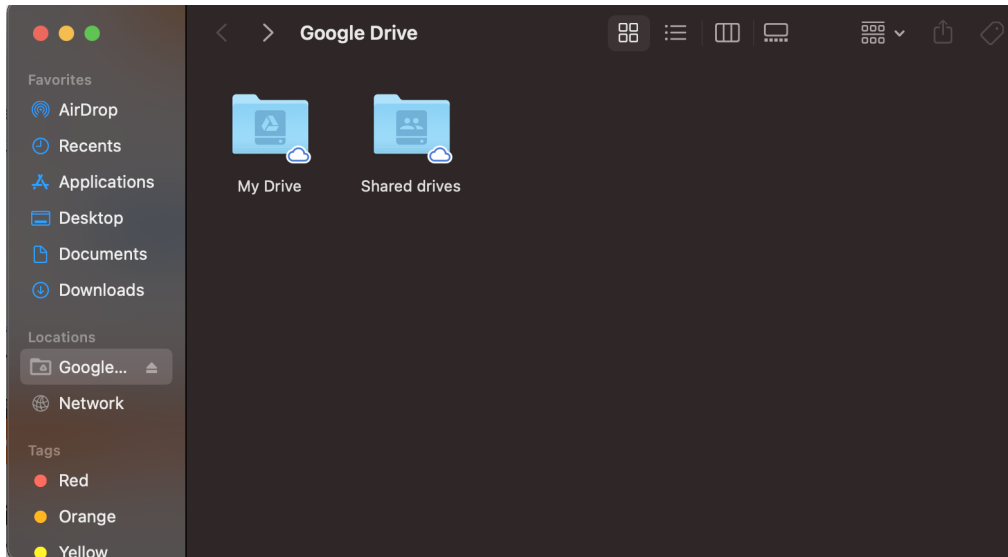 Google Drive
Favorites
AirDrop
Recents
Applications
Desktop
Documents
Downloads
Locations
Google...
Network
Tags
Red
Orange
Yellow
My Drive
Shared drives